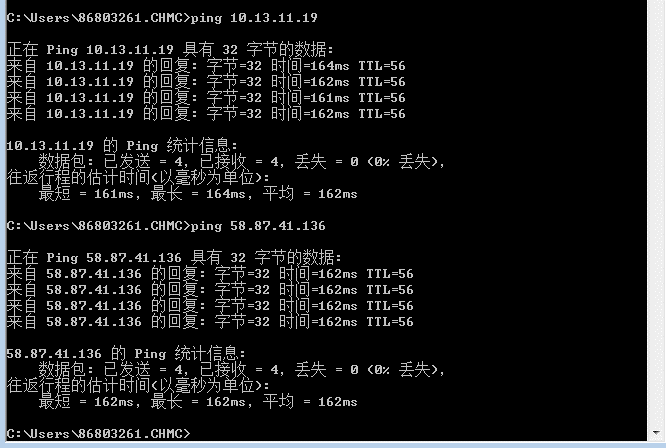 C:\Users\86803261.CHMC>ping 10.13.11.19
正在 Ping 10.13.11.19 具有 32 字节的数据:
来自 10.13.11.19 的回复: 字节=32 时间=164ms TTL=56
来自 10.13.11.19 的回复: 字节=32 时间=162ms TTL=56
来自 10.13.11.19 的回复: 字节=32 时间=161ms TTL=56
来自 10.13.11.19 的回复: 字节=32 时间=162ms TTL=56
10.13.11.19 的 Ping 统计信息:
数据包: 已发送 = 4, 已接收 = 4, 丢失 = 0 (0% 丢失),
往返行程的估计时间(以毫秒为单位):
最短 = 161ms, 最长 = 164ms, 平均 = 162ms
C:\Users\86803261.CHMC>ping 58.87.41.136
正在 Ping 58.87.41.136 具有 32 字节的数据:
来自 58.87.41.136 的回复: 字节=32 时间=162ms TTL=56
来自 58.87.41.136 的回复: 字节=32 时间=162ms TTL=56
来自 58.87.41.136 的回复: 字节=32 时间=162ms TTL=56
来自 58.87.41.136 的回复: 字节=32 时间=162ms TTL=56
58.87.41.136 的 Ping 统计信息:
数据包: 已发送 = 4, 已接收 = 4, 丢失 = 0 (0% 丢失),
往返行程的估计时间(以毫秒为单位):
最短 = 162ms, 最长 = 162ms, 平均 = 162ms
C:\Users\86803261.CHMC>